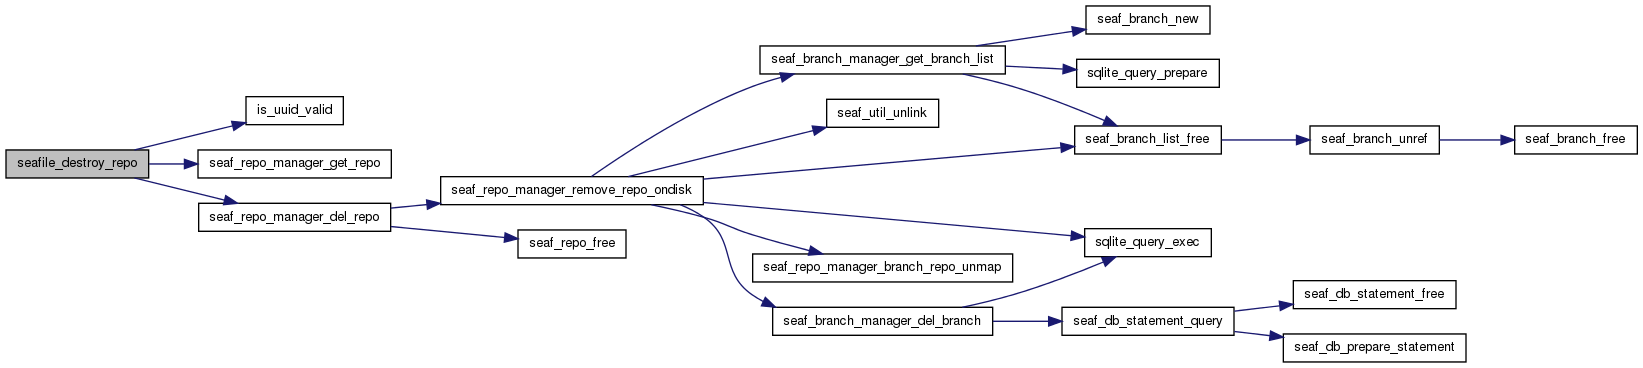 seafile_destroy_repo
is_uuid_valid
seaf_repo_manager_get_repo
seaf_repo_manager_del_repo
seaf_repo_manager_remove_repo_ondisk
seaf_repo_free
seaf_branch_manager_get_branch_list
seaf_util_unlink
seaf_repo_manager_branch_repo_unmap
seaf_branch_manager_del_branch
seaf_branch_new
sqlite_query_prepare
seaf_branch_list_free
sqlite_query_exec
seaf_db_statement_query
seaf_branch_unref
seaf_db_statement_free
seaf_db_prepare_statement
seaf_branch_free